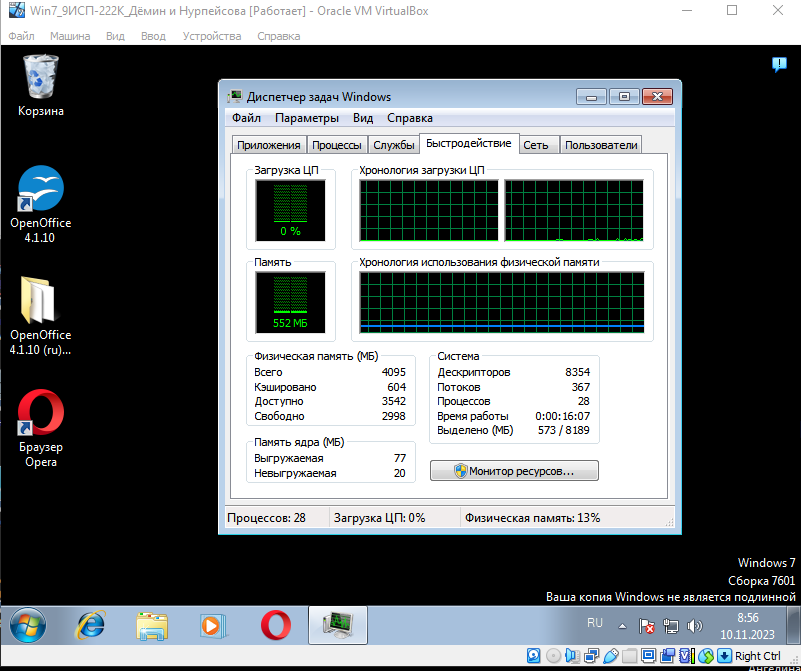 Win7_9ИСП-222К_Дёмин и Нурпейсова [Работает] - Oracle VM VirtualBox
Файл Машина Вид Ввод Устройства Справка
Корзина
OpenOffice
4.1.10
OpenOffice
4.1.10 (ru)...
Браузер
Opera
Диспетчер задач Windows
Файл Параметры Вид Справка
Приложения Процессы Службы Быстродействие Сеть Пользователи
Загрузка ЦП
0 %
Хронология загрузки ЦП
Память
552 МБ
Хронология использования физической памяти
Физическая память (МБ)
Всего 4095
Кэшировано 604
Доступно 3542
Свободно 2998
Память ядра (МБ)
Выгружаемая 77
Невыгружаемая 20
Система
Дескрипторов 8354
Потоков 367
Процессов 28
Время работы 0:00:16:07
Выделено (МБ) 573 / 8189
Монитор ресурсов...
Процессов: 28 Загрузка ЦП: 0% Физическая память: 13%
Windows 7
Сборка 7601
Ваша копия Windows не является подлинной
RU
8:56
10.11.2023
Right Ctrl